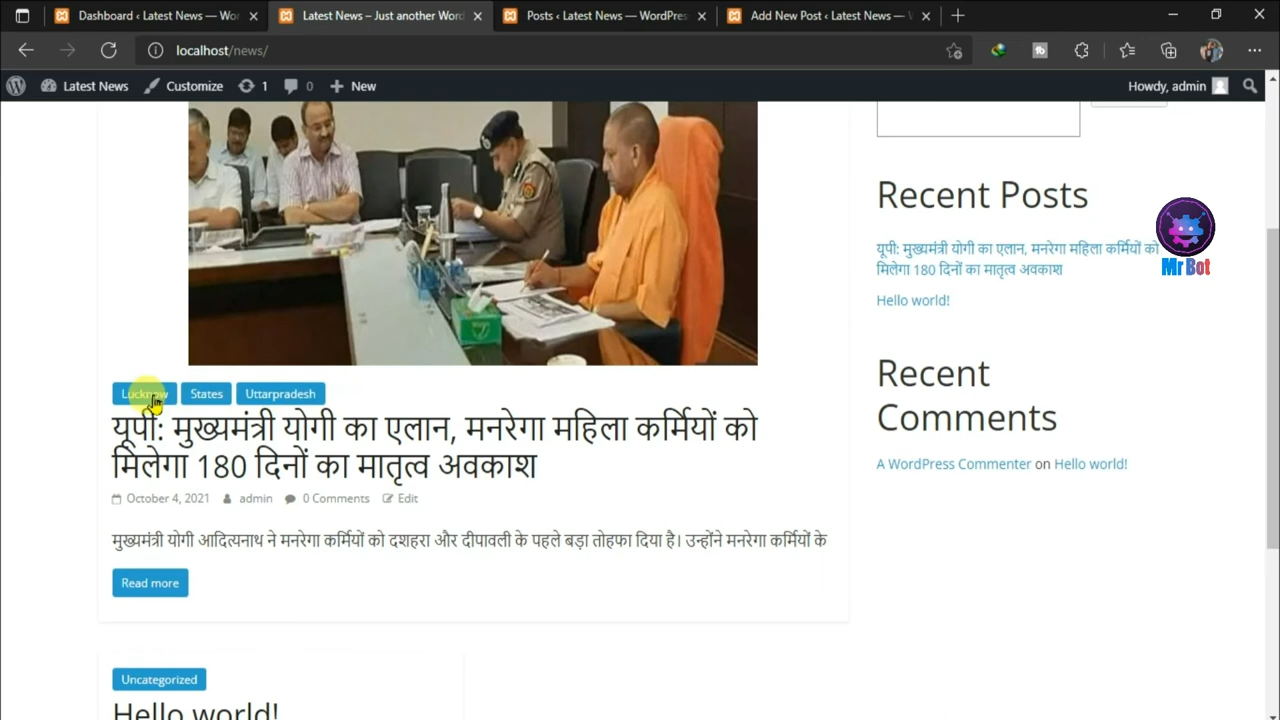 Dashboard ‹ Latest News — Wor
Latest News – Just another Word
Posts ‹ Latest News — WordPres
Add New Post ‹ Latest News —
localhost/news/
Latest News
Customize
1
0
New
Howdy, admin
Recent Posts
यूपी: मुख्यमंत्री योगी का एलान, मनरेगा महिला कर्मियों को
मिलेगा 180 दिनों का मातृत्व अवकाश
Hello world!
Mr Bot
Recent
Comments
A WordPress Commenter on Hello world!
Lucknow States Uttarpradesh
यूपी: मुख्यमंत्री योगी का एलान, मनरेगा महिला कर्मियों को
मिलेगा 180 दिनों का मातृत्व अवकाश
October 4, 2021 admin 0 Comments Edit
मुख्यमंत्री योगी आदित्यनाथ ने मनरेगा कर्मियों को दशहरा और दीपावली के पहले बड़ा तोहफा दिया है। उन्होंने मनरेगा कर्मियों के
Read more
Uncategorized
Hello world!